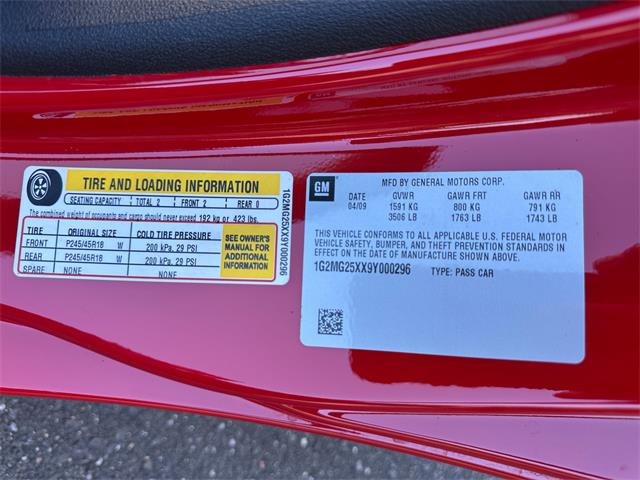 TIRE AND LOADING INFORMATION
SEATING CAPACITY TOTAL 2 FRONT 2 REAR 0
The combined weight of occupants and cargo should never exceed 192 kg or 423 lbs.
TIRE ORIGINAL SIZE COLD TIRE PRESSURE
FRONT P245/45R18 W 200 kPa, 29 PSI
REAR P245/45R18 W 200 kPa, 29 PSI
SPARE NONE NONE
SEE OWNER'S
MANUAL FOR
ADDITIONAL
INFORMATION
1G2MG25XX9Y000296
GM
MFD BY GENERAL MOTORS CORP.
DATE GVWR GAWR FRT GAWR RR
04/09 1591 KG 800 KG 791 KG
3506 LB 1763 LB 1743 LB
THIS VEHICLE CONFORMS TO ALL APPLICABLE U.S. FEDERAL MOTOR
VEHICLE SAFETY, BUMPER, AND THEFT PREVENTION STANDARDS IN
EFFECT ON THE DATE OF MANUFACTURE SHOWN ABOVE.
1G2MG25XX9Y000296 TYPE: PASS CAR